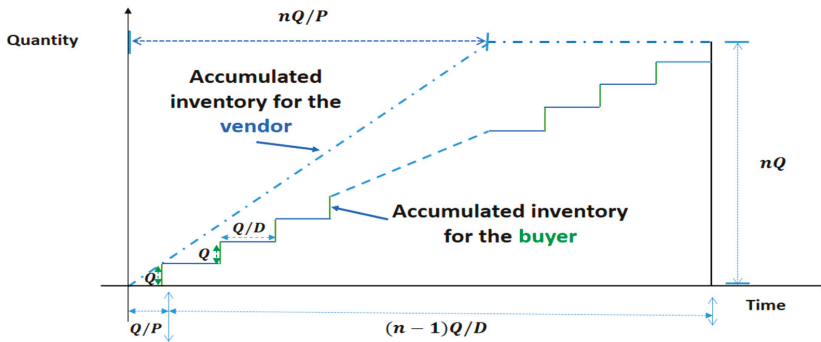 nQ/P
Quantity
Accumulated
inventory for the
vendor
nQ
Q/D
Accumulated inventory
for the buyer
Q
Q
Time
Q/P
(n − 1)Q/D